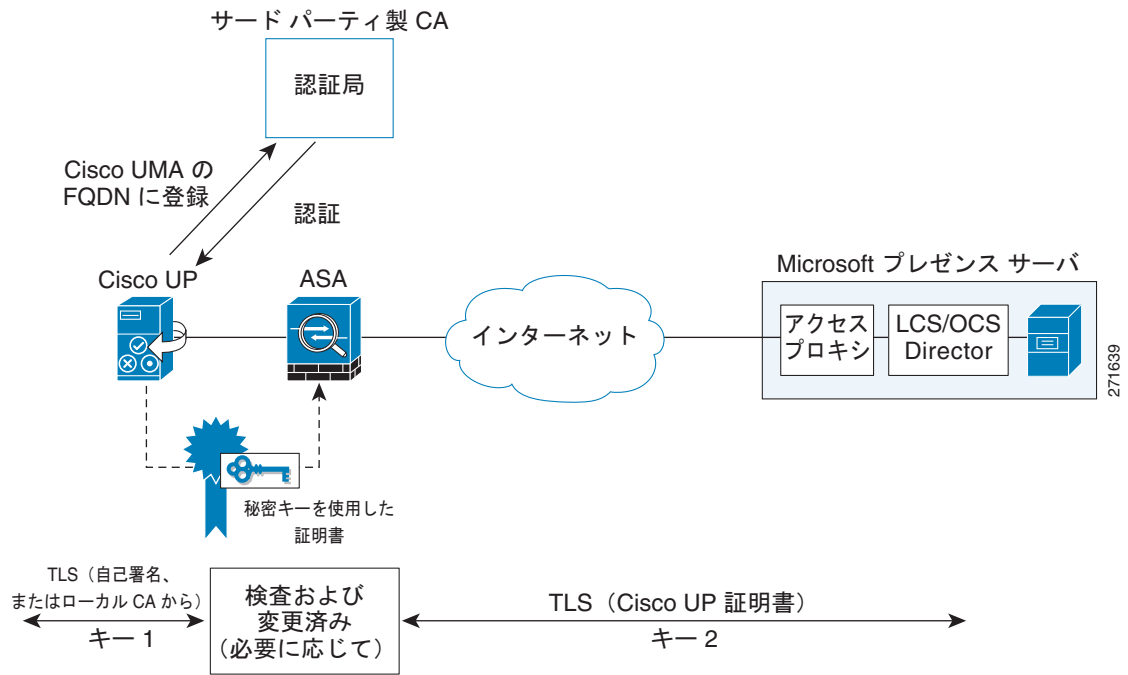 サード パーティ製 CA
認証局
Cisco UMA の
FQDN に登録
認証
Cisco UP
ASA
インターネット
Microsoft プレゼンス サーバ
アクセス
プロキシ
LCS/OCS
Director
271639
秘密キーを使用した
証明書
TLS（自己署名、
またはローカル CA から）
キー 1
検査および
変更済み
（必要に応じて）
TLS（Cisco UP 証明書）
キー 2